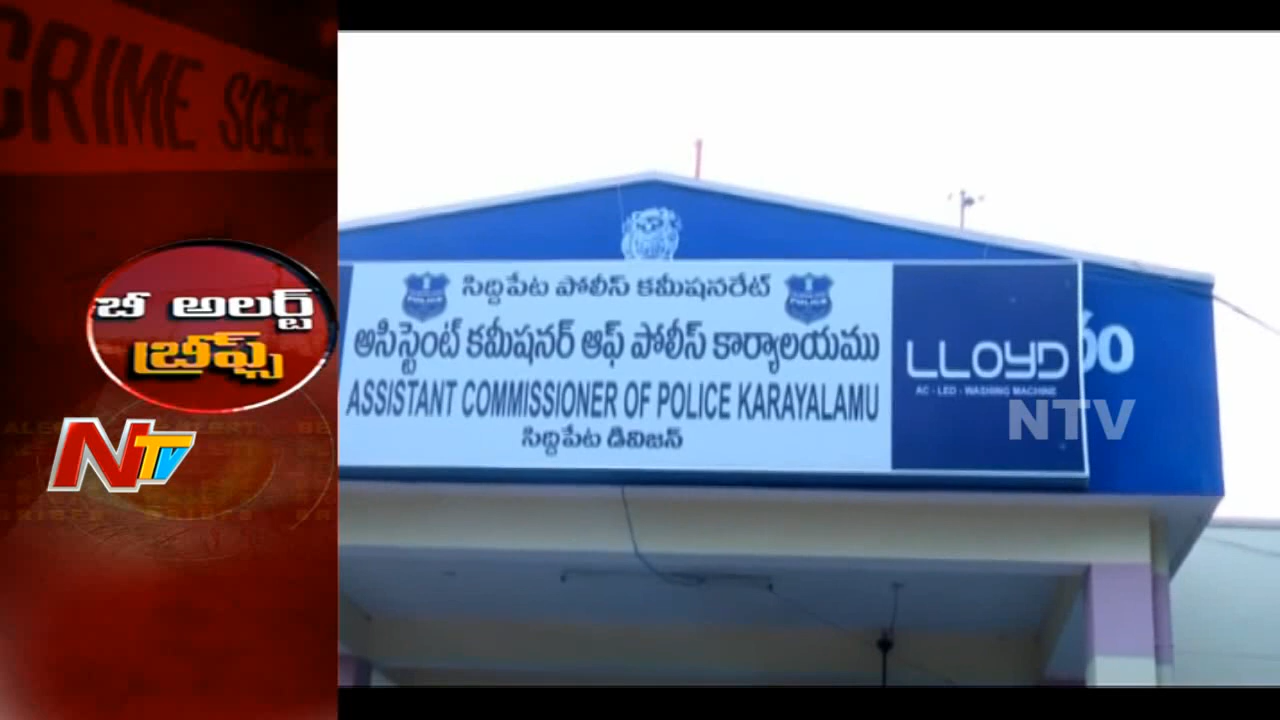 CRIME SCENE
బీ అలర్ట్
బ్రీఫ్స్
NTV
సిద్దిపేట పోలీస్ కమీషనరేట్
అసిస్టెంట్ కమీషనర్ ఆఫ్ పోలీస్ కార్యాలయము
ASSISTANT COMMISSIONER OF POLICE KARAYALAMU
సిద్దిపేట డివిజన్
POLICE
POLICE
LLOYD
AC - LED - WASHING MACHINE
NTV